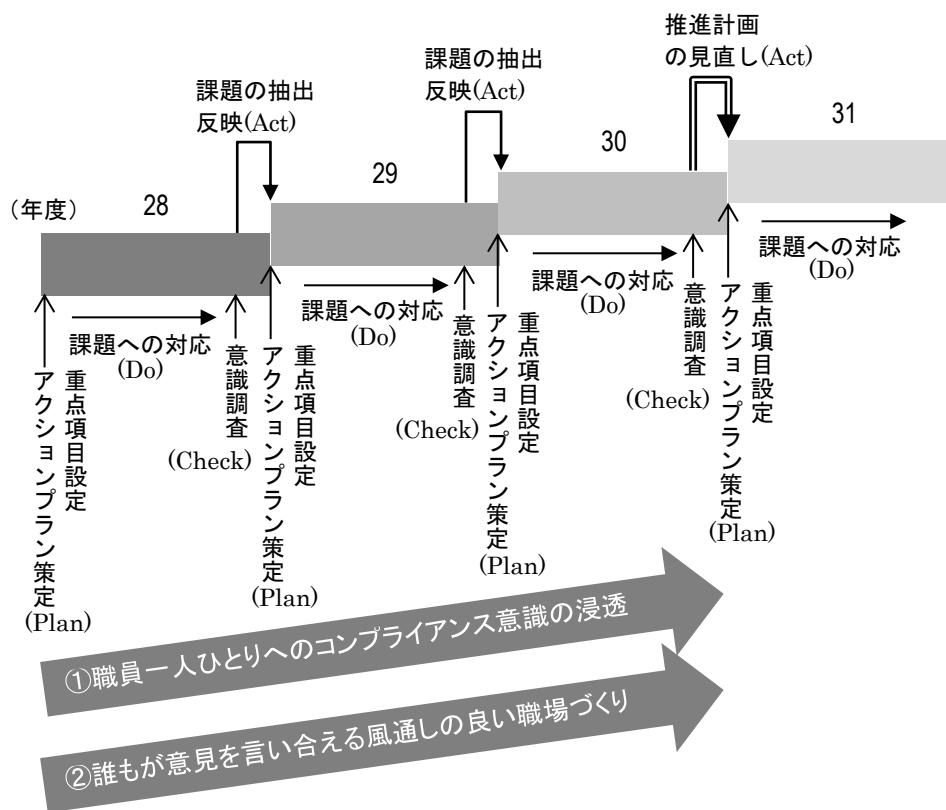 推進計画
の見直し(Act)
課題の抽出
反映(Act)
課題の抽出
反映(Act)
31
30
29
28
（年度）
課題への対応
(Do)
課題への対応
(Do)
課題への対応
(Do)
課題への対応
(Do)
重点項目設定
アクションプラン策定
(Plan)
意識調査
(Check)
重点項目設定
アクションプラン策定
(Plan)
意識調査
(Check)
重点項目設定
アクションプラン策定
(Plan)
意識調査
(Check)
重点項目設定
アクションプラン策定
(Plan)
①職員一人ひとりへのコンプライアンス意識の浸透
②誰もが意見を言い合える風通しの良い職場づくり